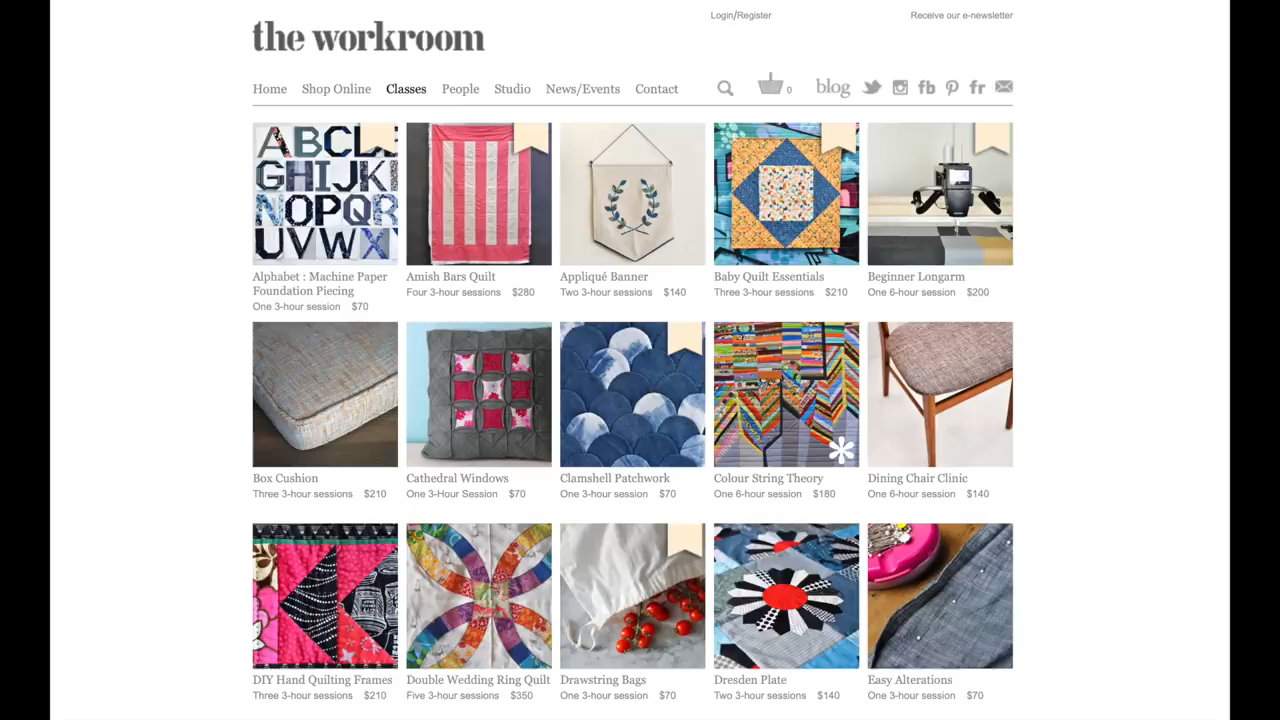 Login/Register
Receive our e-newsletter
the workroom
Home Shop Online Classes People Studio News/Events Contact 0 blog fb fr
ABCL
GHIJK
NOPQR
UVWX
Alphabet : Machine Paper
Foundation Piecing
One 3-hour session $70
Amish Bars Quilt
Four 3-hour sessions $280
Appliqué Banner
Two 3-hour sessions $140
Baby Quilt Essentials
Three 3-hour sessions $210
Beginner Longarm
One 6-hour session $200
Box Cushion
Three 3-hour sessions $210
Cathedral Windows
One 3-Hour Session $70
Clamshell Patchwork
One 3-hour session $70
Colour String Theory
One 6-hour session $180
Dining Chair Clinic
One 6-hour session $140
DIY Hand Quilting Frames
Three 3-hour sessions $210
Double Wedding Ring Quilt
Five 3-hour sessions $350
Drawstring Bags
One 3-hour session $70
Dresden Plate
Two 3-hour sessions $140
Easy Alterations
One 3-hour session $70